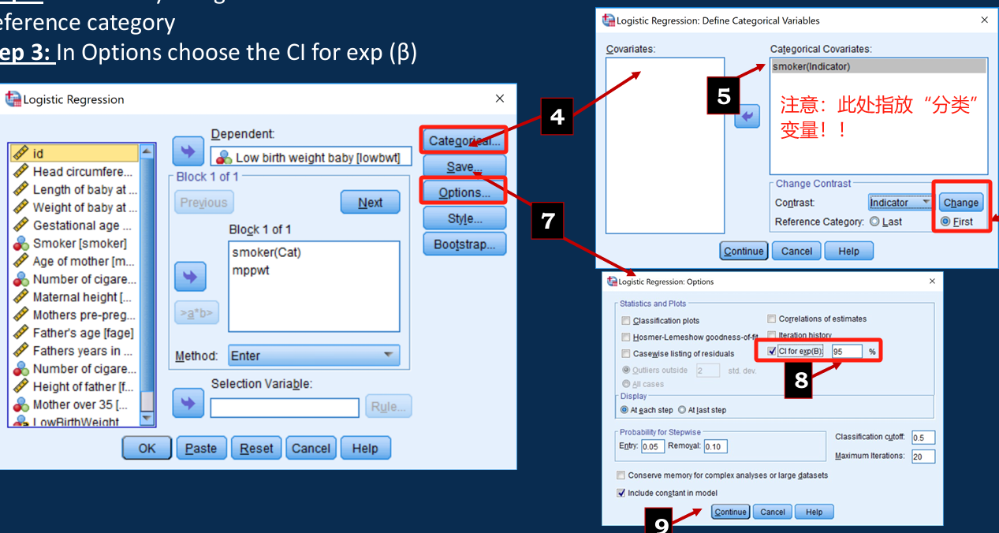 eference category
ep 3: In Options choose the CI for exp (β)
Logistic Regression
id
Head circumfere...
Length of baby at ...
Weight of baby at ...
Gestational age ...
Smoker [smoker]
Age of mother [m...
Number of cigare...
Maternal height [...
Mothers pre-preg...
Father's age [fage]
Fathers years in ...
Number of cigare...
Height of father [f...
Mother over 35 [...
LowBirthWeight
Dependent:
Low birth weight baby [lowbwt]
Block 1 of 1
Previous
Next
Block 1 of 1
smoker(Cat)
mppwt
>a*b>
Method:
Enter
Selection Variable:
Rule...
Categorical...
Save...
Options...
Style...
Bootstrap...
OK
Paste
Reset
Cancel
Help
4
5
7
Logistic Regression: Define Categorical Variables
Covariates:
Categorical Covariates:
smoker(Indicator)
注意：此处指放“分类”
变量！！
Change Contrast
Contrast:
Indicator
Change
Reference Category:
Last
First
Continue
Cancel
Help
Logistic Regression: Options
Statistics and Plots
Classification plots
Correlations of estimates
Hosmer-Lemeshow goodness-of-fit
Iteration history
Casewise listing of residuals
CI for exp(B):
95
%
Outliers outside
2
std. dev.
All cases
8
Display
At each step
At last step
Probability for Stepwise
Entry:
0.05
Removal:
0.10
Classification cutoff:
0.5
Maximum Iterations:
20
Conserve memory for complex analyses or large datasets
Include constant in model
9
Continue
Cancel
Help